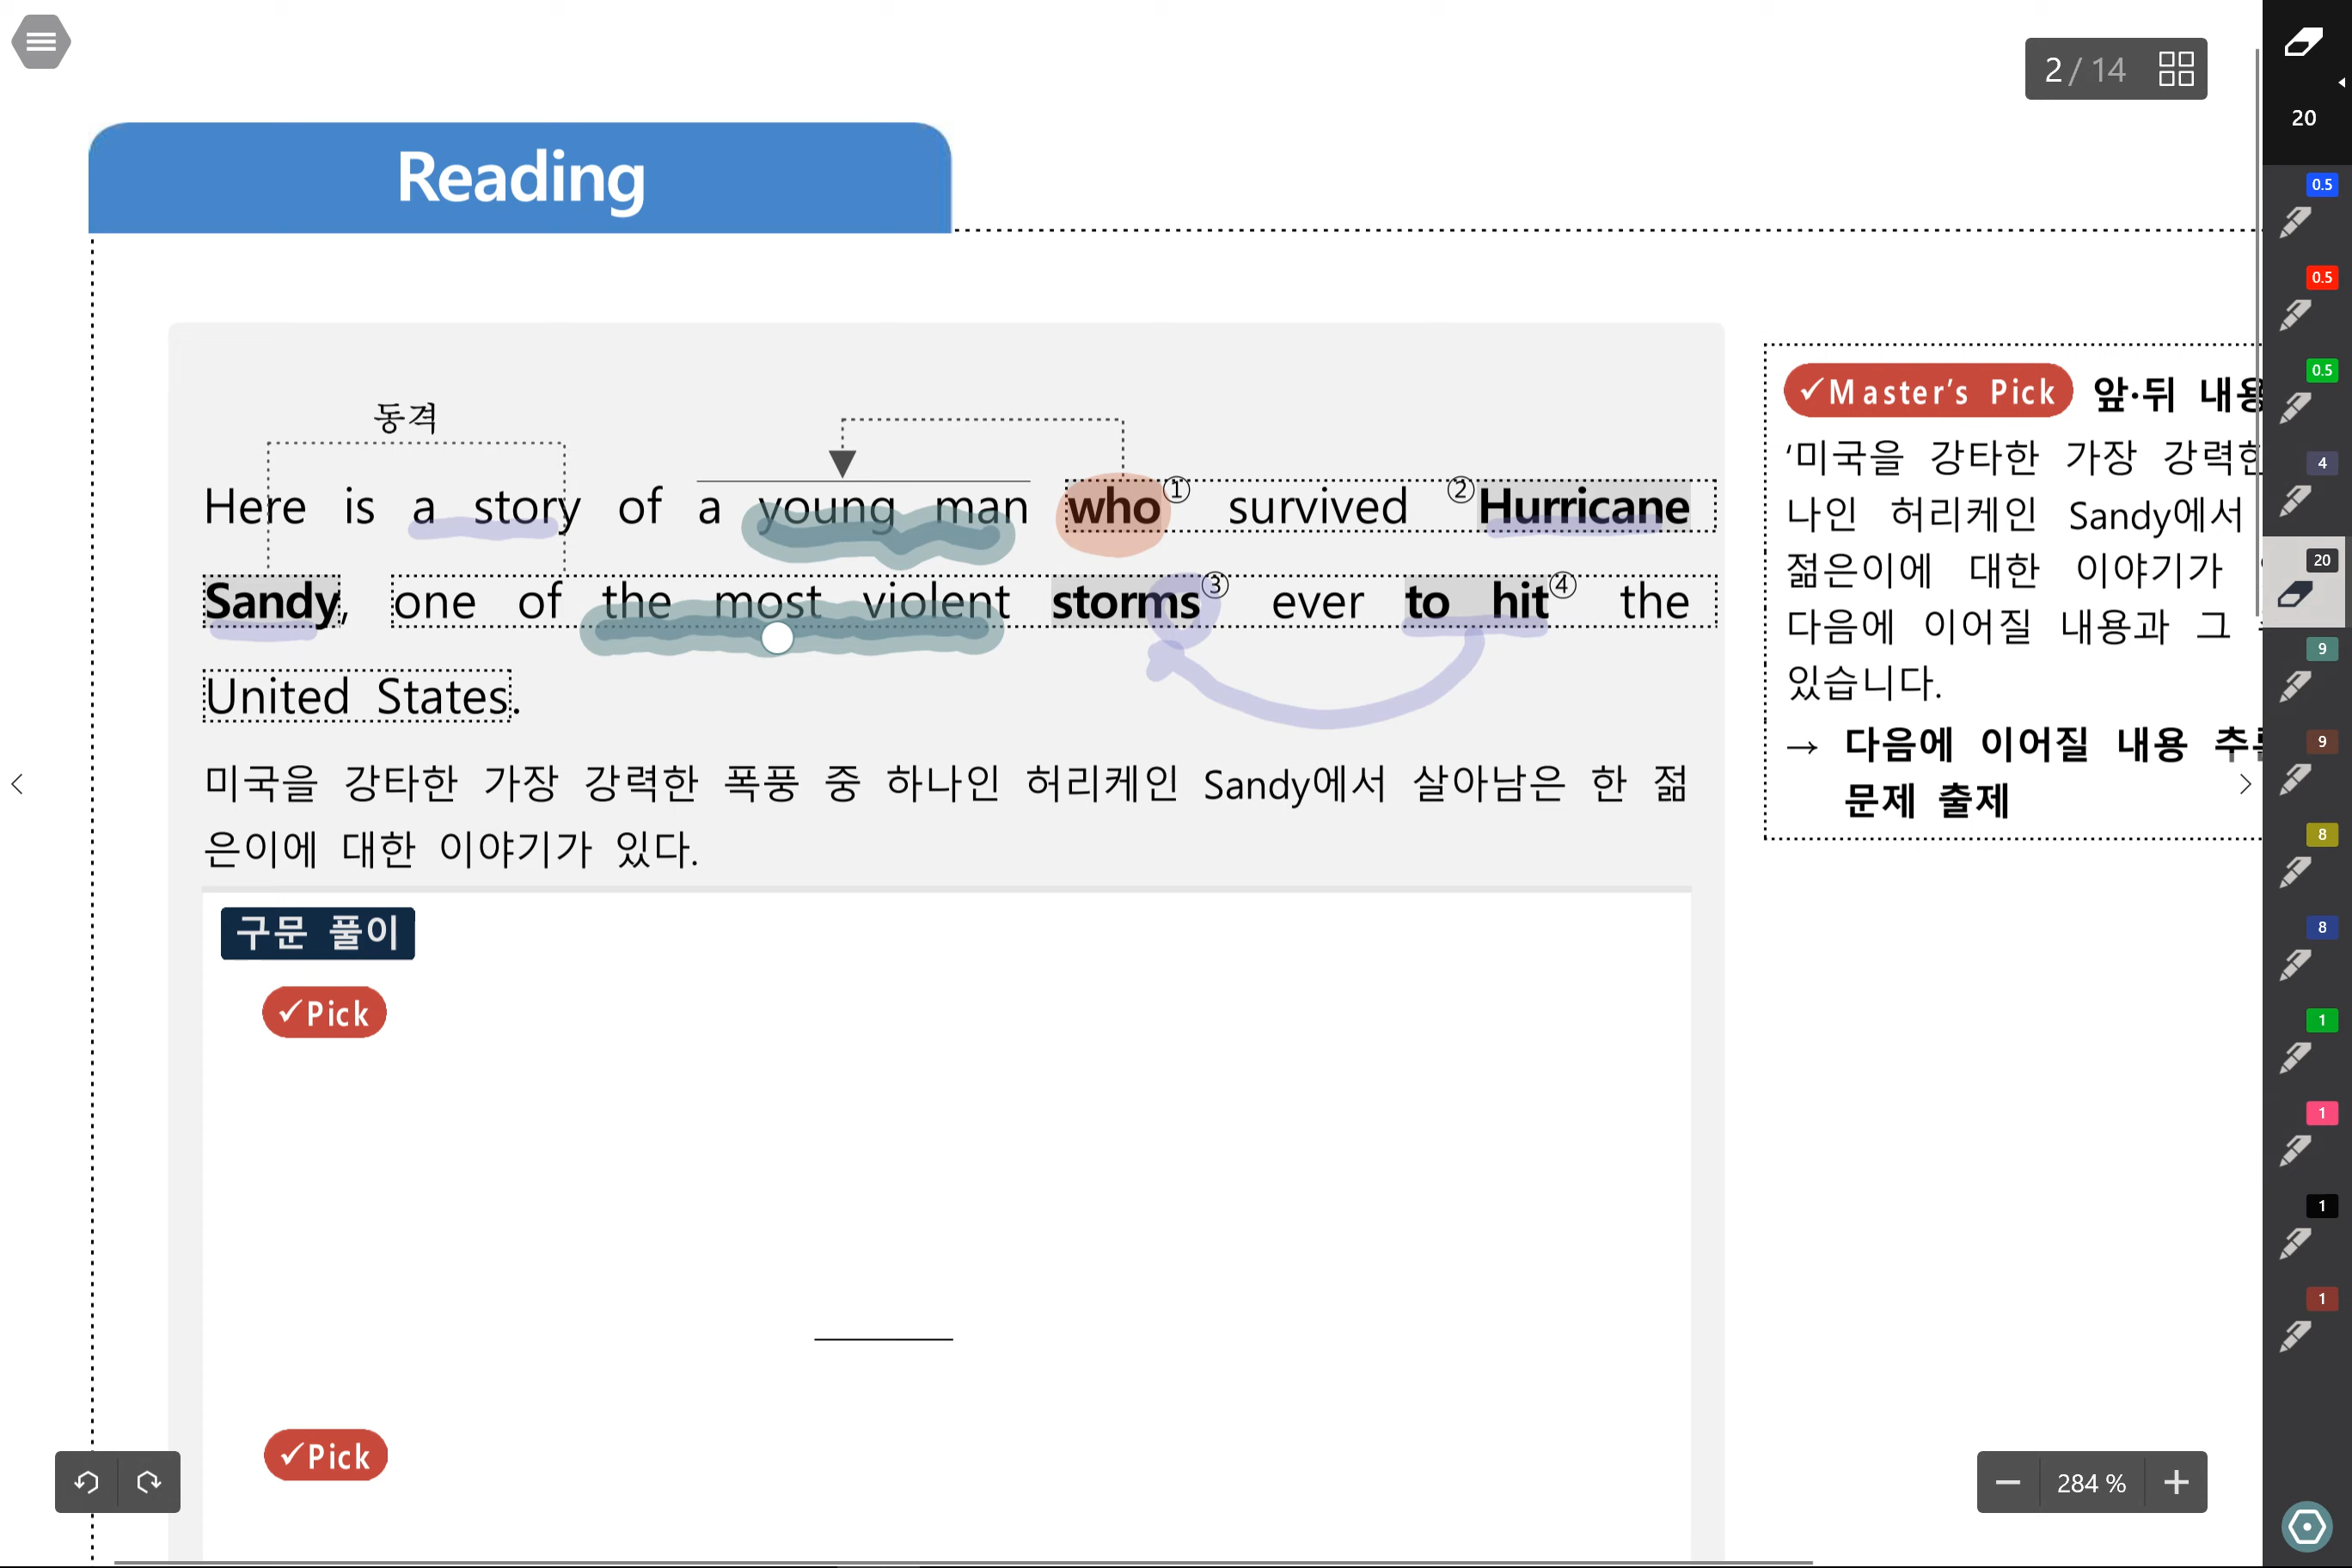 2 / 14
20
Reading
동격
Here is a story of a young man who① survived ②Hurricane
Sandy, one of the most violent storms③ ever to hit④ the
United States.
미국을 강타한 가장 강력한 폭풍 중 하나인 허리케인 Sandy에서 살아남은 한 젊
은이에 대한 이야기가 있다.
구문 풀이
✓Pick
✓Pick
✓Master's Pick 앞·뒤 내용
'미국을 강타한 가장 강력한
나인 허리케인 Sandy에서
젊은이에 대한 이야기가
다음에 이어질 내용과 그
있습니다.
→ 다음에 이어질 내용 추론
문제 출제
0.5
0.5
0.5
4
20
9
9
8
8
1
1
1
1
284 %